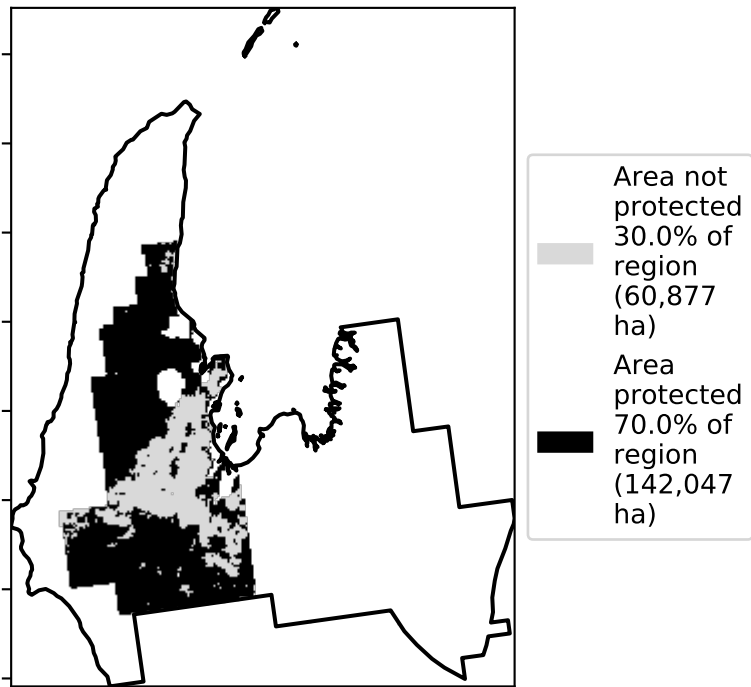 Area not
protected
30.0% of
region
(60,877
ha)
Area
protected
70.0% of
region
(142,047
ha)